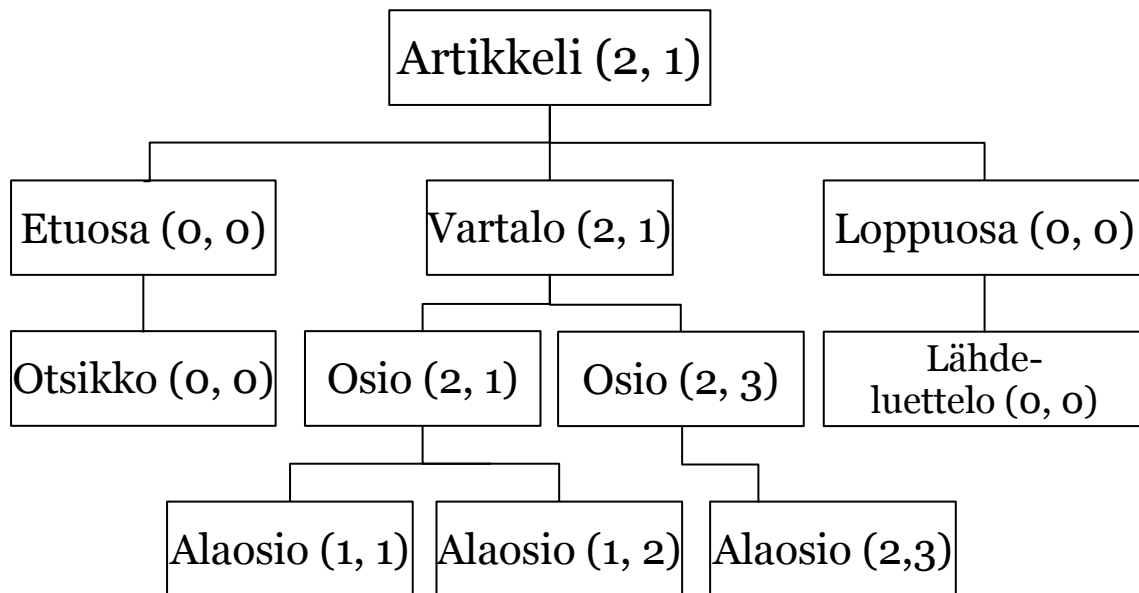 Artikkeli (2, 1)
Etuosa (0, 0)
Vartalo (2, 1)
Loppuosa (0, 0)
Otsikko (0, 0)
Osio (2, 1)
Osio (2, 3)
Lähde-
luettelo (0, 0)
Alaosio (1, 1)
Alaosio (1, 2)
Alaosio (2,3)